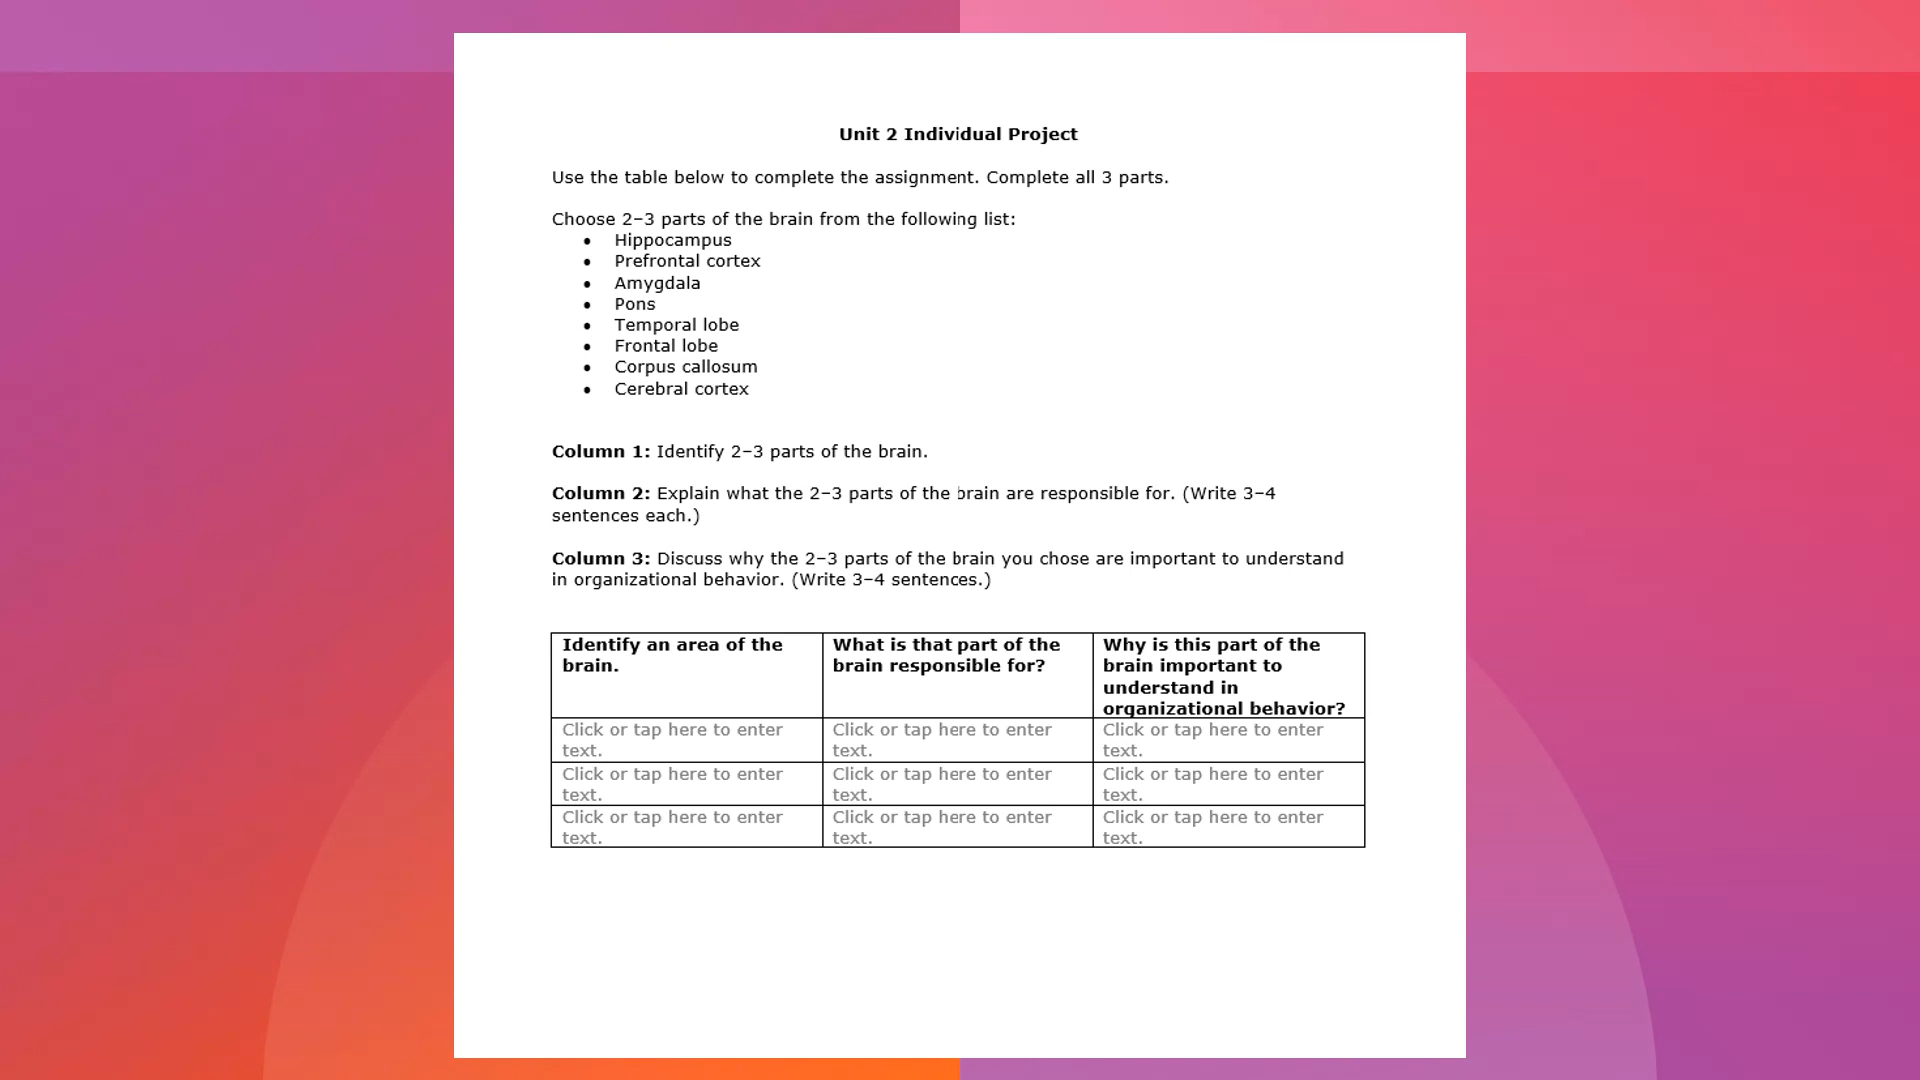 Unit 2 Individual Project
Use the table below to complete the assignment. Complete all 3 parts.
Choose 2–3 parts of the brain from the following list:
• Hippocampus
• Prefrontal cortex
• Amygdala
• Pons
• Temporal lobe
• Frontal lobe
• Corpus callosum
• Cerebral cortex
Column 1: Identify 2–3 parts of the brain.
Column 2: Explain what the 2–3 parts of the brain are responsible for. (Write 3–4
sentences each.)
Column 3: Discuss why the 2–3 parts of the brain you chose are important to understand
in organizational behavior. (Write 3–4 sentences.)
Identify an area of the
brain.
What is that part of the
brain responsible for?
Why is this part of the
brain important to
understand in
organizational behavior?
Click or tap here to enter
text.
Click or tap here to enter
text.
Click or tap here to enter
text.
Click or tap here to enter
text.
Click or tap here to enter
text.
Click or tap here to enter
text.
Click or tap here to enter
text.
Click or tap here to enter
text.
Click or tap here to enter
text.